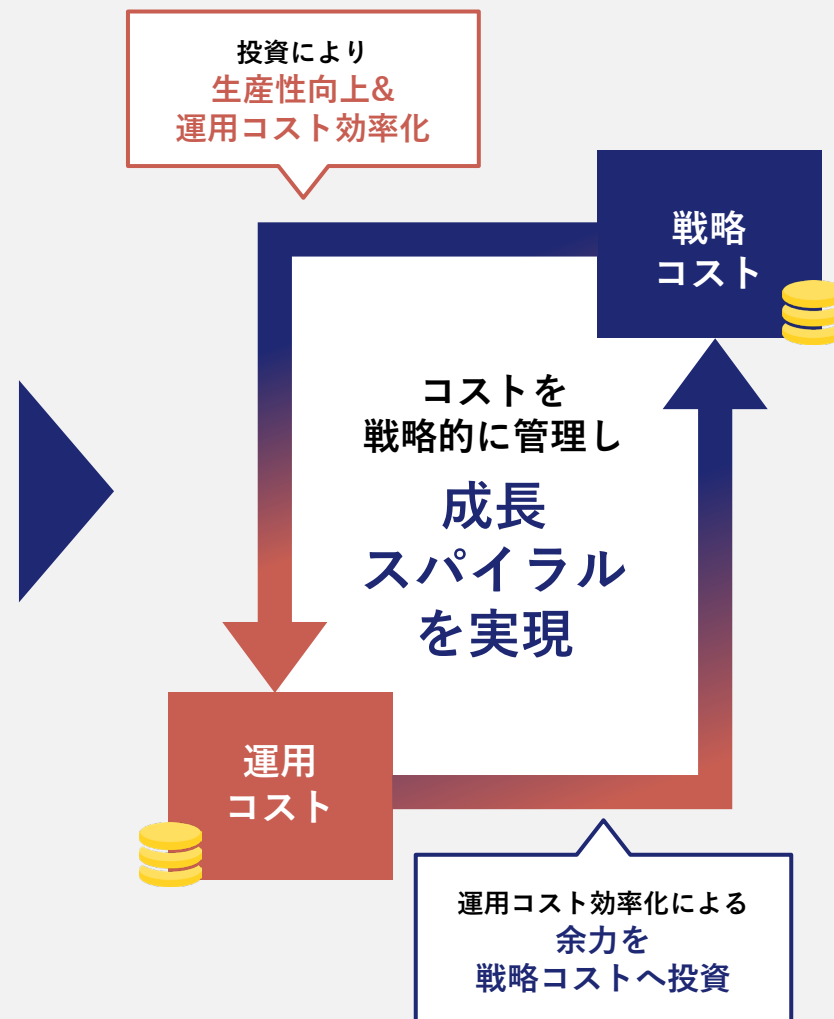 投資により
生産性向上&
運用コスト効率化
戦略
コスト
コストを
戦略的に管理し
成長
スパイラル
を実現
運用
コスト
運用コスト効率化による
余力を
戦略コストへ投資